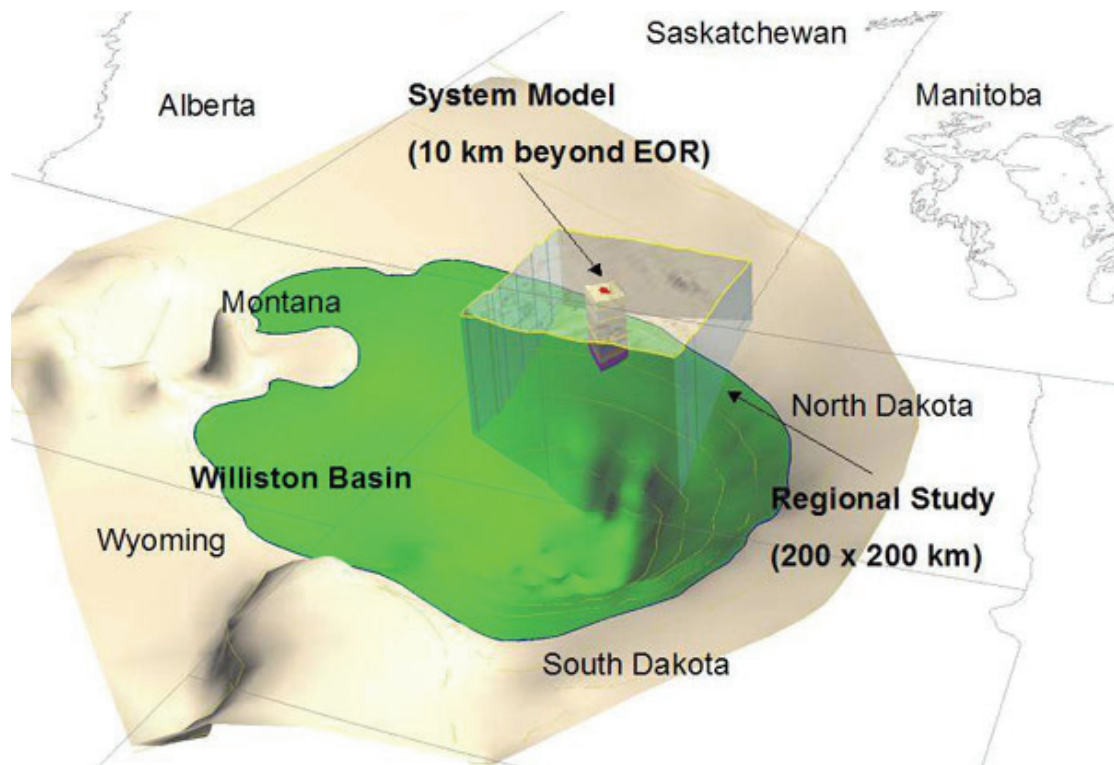 Saskatchewan
Alberta
System Model
Manitoba
(10 km beyond EOR)
Montana
North Dakota
Williston Basin
Regional Study
Wyoming
(200 x 200 km)
South Dakota